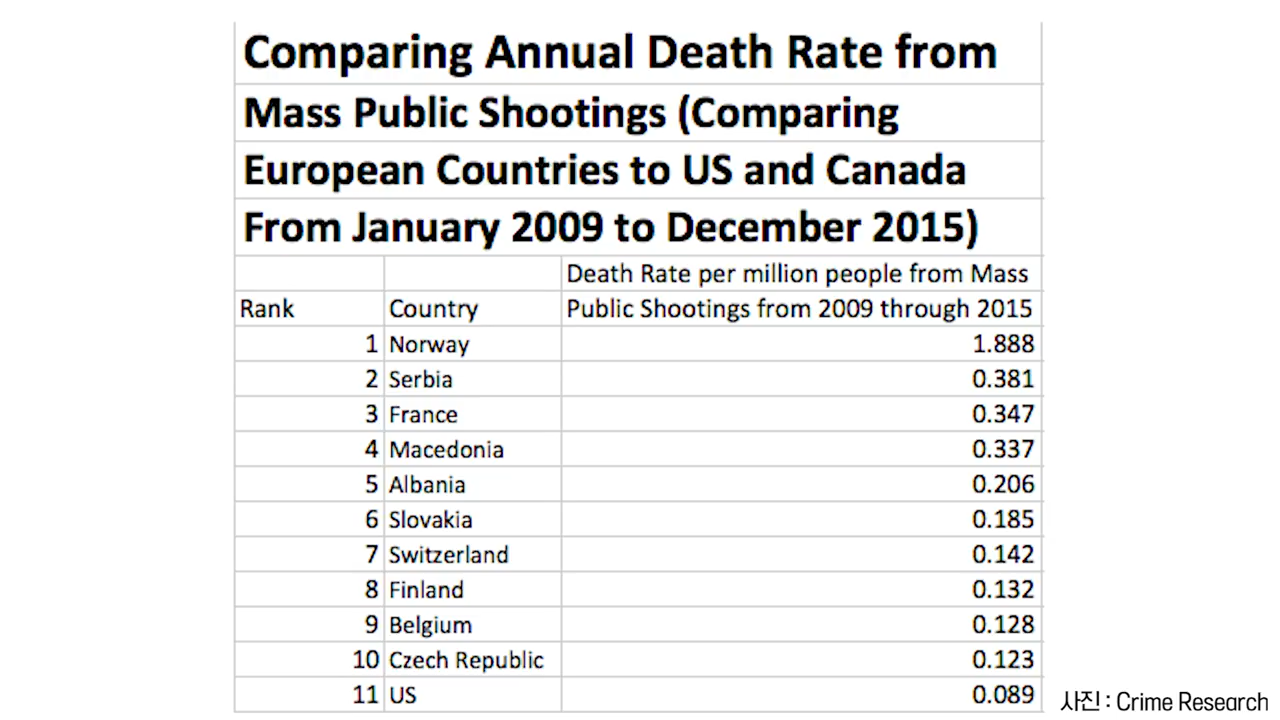 Comparing Annual Death Rate from
Mass Public Shootings (Comparing
European Countries to US and Canada
From January 2009 to December 2015)
Death Rate per million people from Mass
Rank Country Public Shootings from 2009 through 2015
1 Norway 1.888
2 Serbia 0.381
3 France 0.347
4 Macedonia 0.337
5 Albania 0.206
6 Slovakia 0.185
7 Switzerland 0.142
8 Finland 0.132
9 Belgium 0.128
10 Czech Republic 0.123
11 US 0.089
사진 : Crime Research